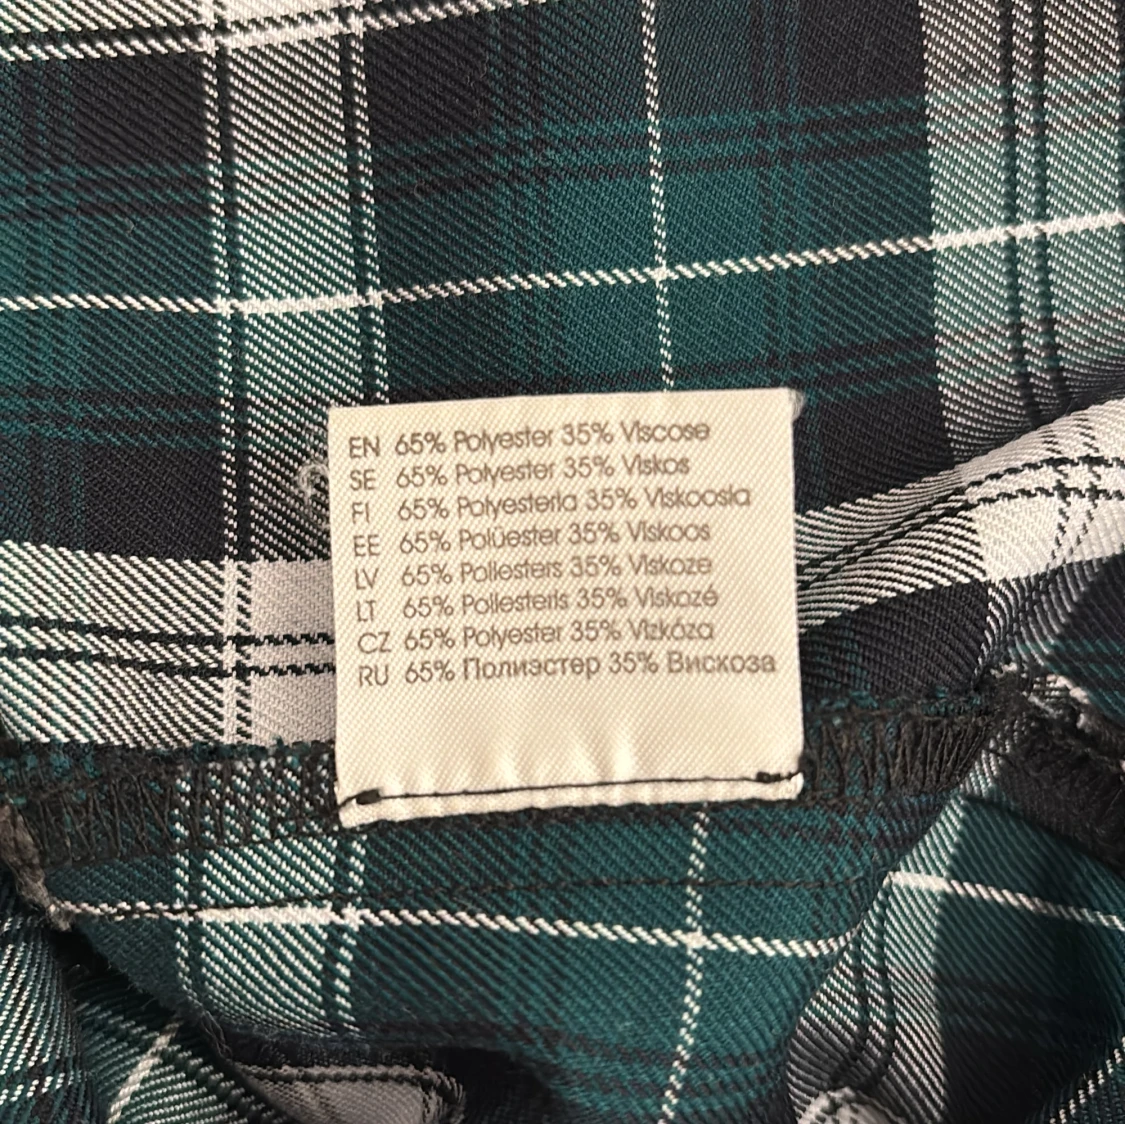 EN 65% Polyester 35% Viscose
SE 65% Polyester 35% Viskos
FI 65% Polyesteria 35% Viskoosia
EE 65% Polüester 35% Viskoos
LV 65% Poliesters 35% Viskoze
LT 65% Poliesteris 35% Viskozé
CZ 65% Polyester 35% Vizkóza
RU 65% Полиэстер 35% Вискоза